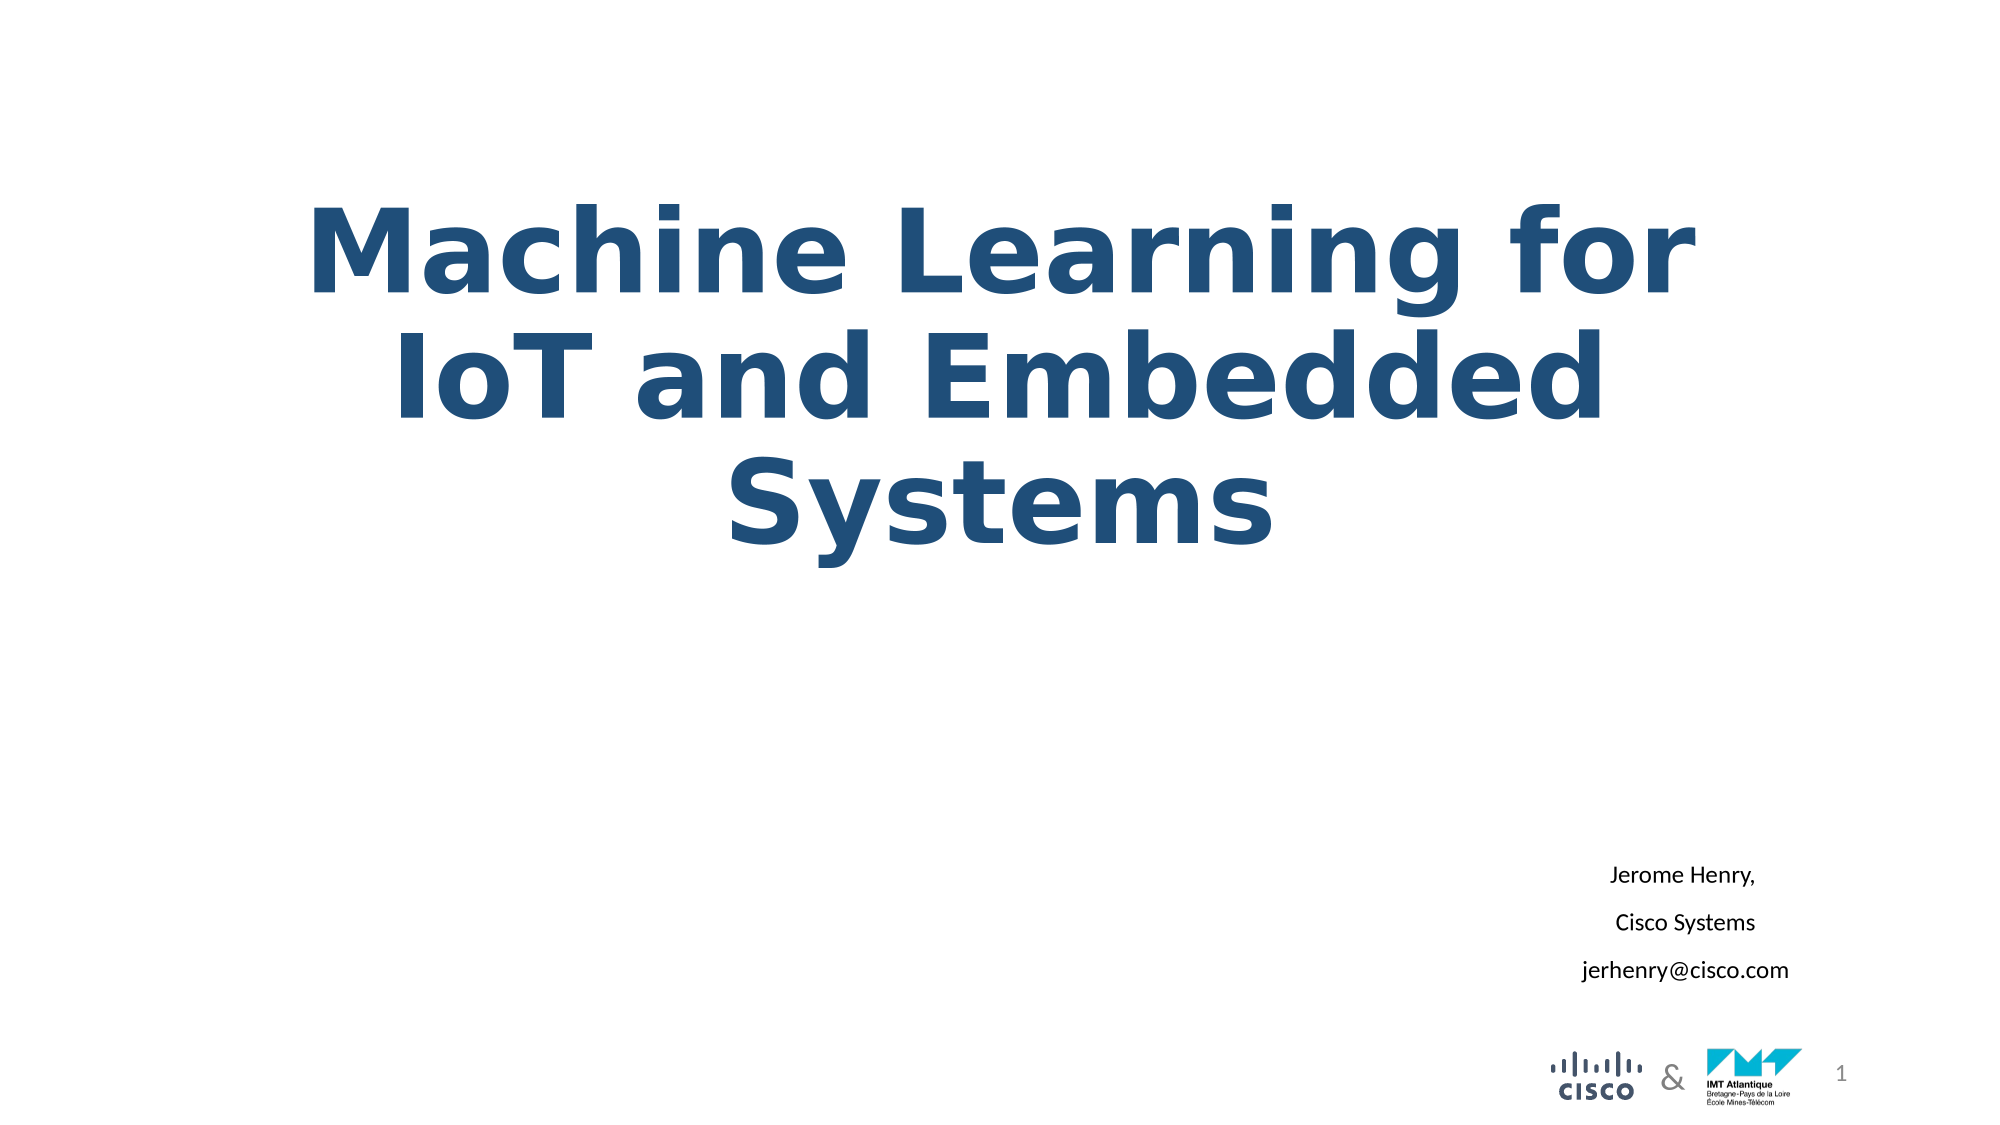 Machine Learning for
IoT and Embedded
Systems
Jerome Henry,
Cisco Systems
jerhenry@cisco.com
CISCO
&
IMT Atlantique
Bretagne-Pays de la Loire
École Mines-Télécom
1